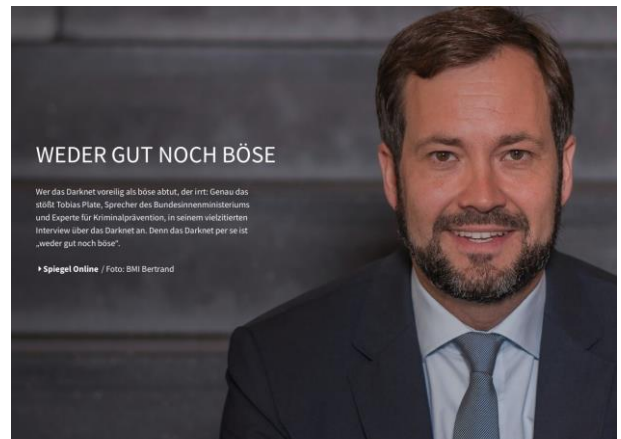 WEDER GUT NOCH BÖSE
Wer das Darknet voreilig als böse abtut, der irrt: Genau das
stößt Tobias Plate, Sprecher des Bundesinnenministeriums
und Experte für Kriminalprävention, in seinem vielzitierten
Interview über das Darknet an. Denn das Darknet per se ist
„weder gut noch böse“.
Spiegel Online / Foto: BMI Bertrand